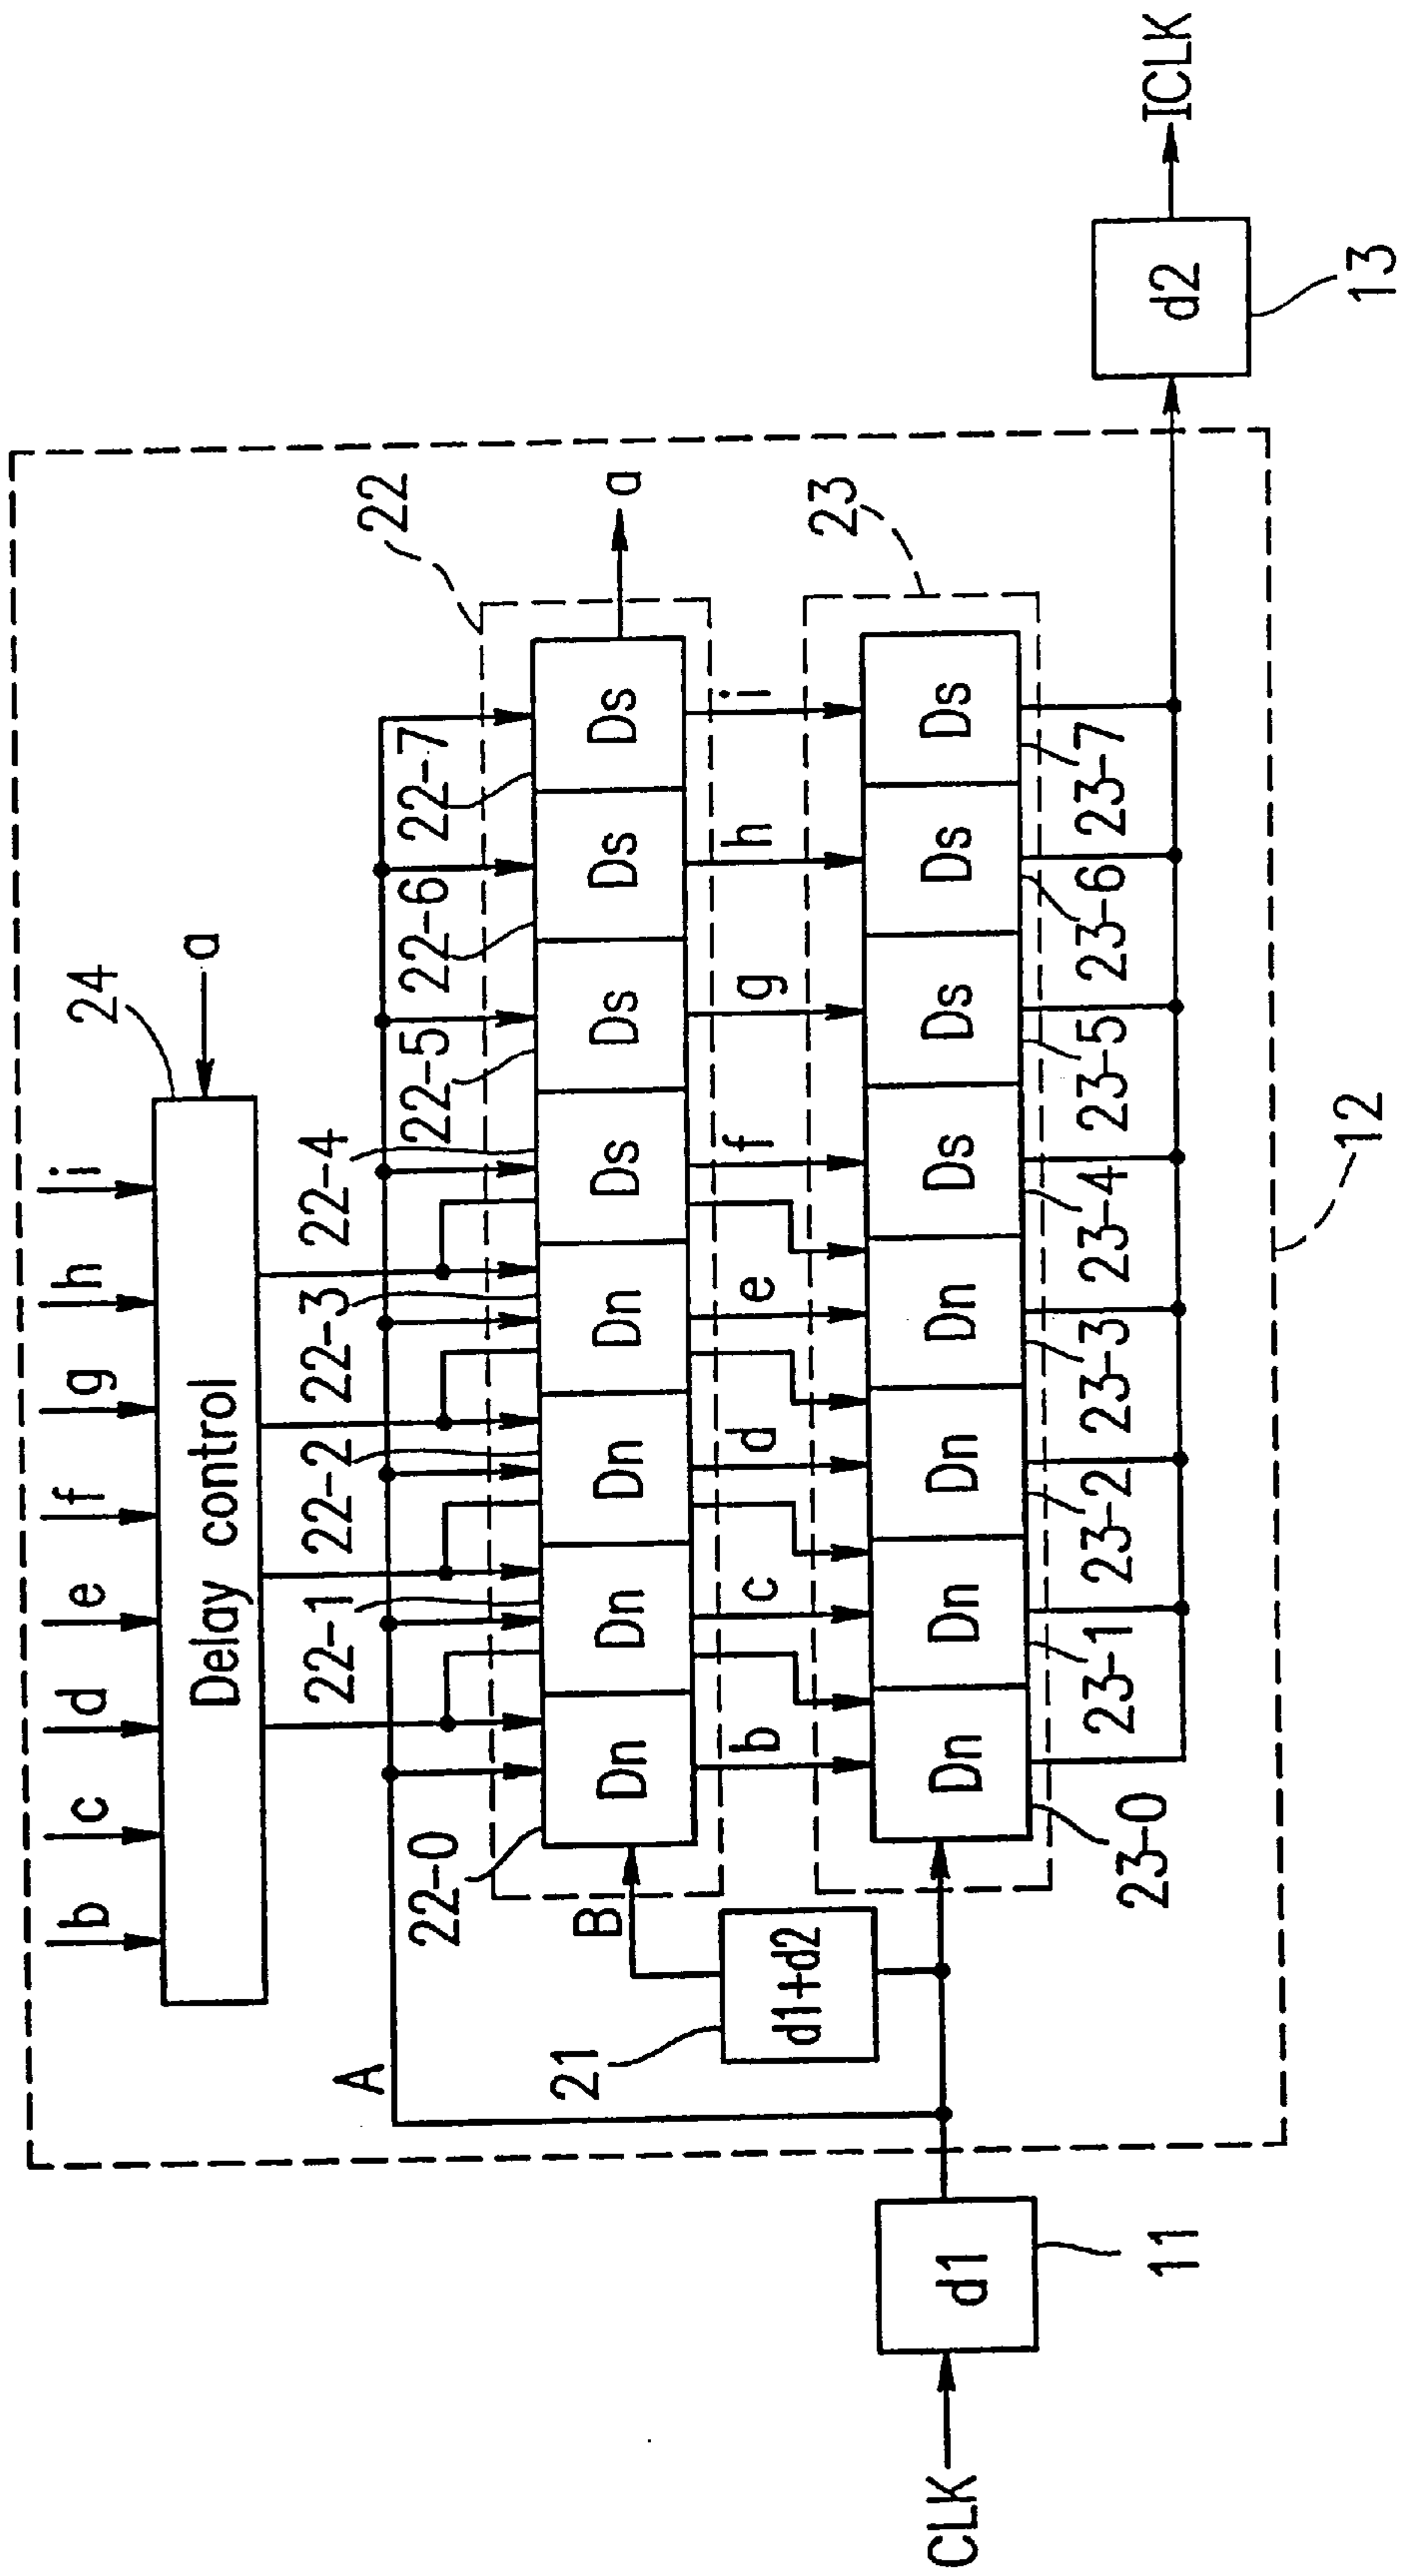 b c d e f g h i
24
a
Delay control
A
22-1 22-2 22-3 22-4
22
22-0 22-5 22-6 22-7
B
Dn Dn Dn Dn Ds Ds Ds Ds
a
21
d1+d2
b c d e f g h i
23
Dn Dn Dn Dn Ds Ds Ds Ds
CLK
d1
11
23-0 23-1 23-2 23-3 23-4 23-5 23-6 23-7
d2
ICLK
13
12